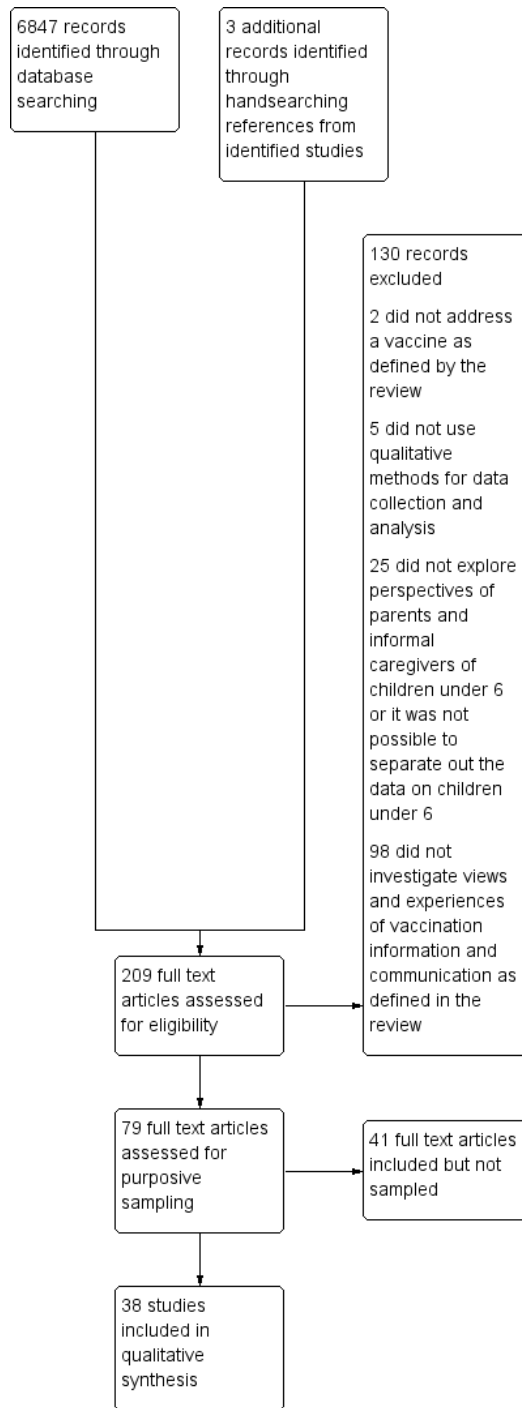 6847 records
identified through
database
searching
3 additional
records identified
through
handsearching
references from
identified studies
130 records
excluded
2 did not address
a vaccine as
defined by the
review
5 did not use
qualitative
methods for data
collection and
analysis
25 did not explore
perspectives of
parents and
informal
caregivers of
children under 6
or it was not
possible to
separate out the
data on children
under 6
98 did not
investigate views
and experiences
of vaccination
information and
communication as
defined in the
review
209 full text
articles assessed
for eligibility
79 full text articles
assessed for
purposive
sampling
41 full text articles
included but not
sampled
38 studies
included in
qualitative
synthesis